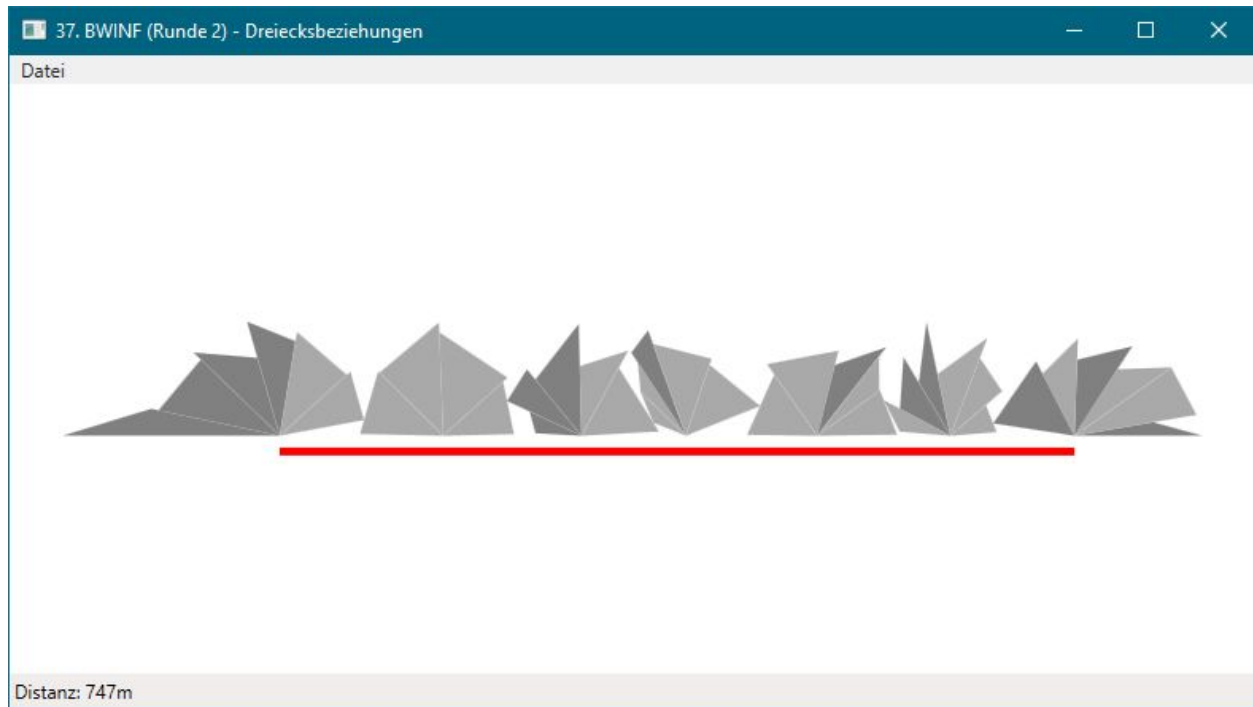 37. BWINF (Runde 2) - Dreiecksbeziehungen
Datei
Distanz: 747m